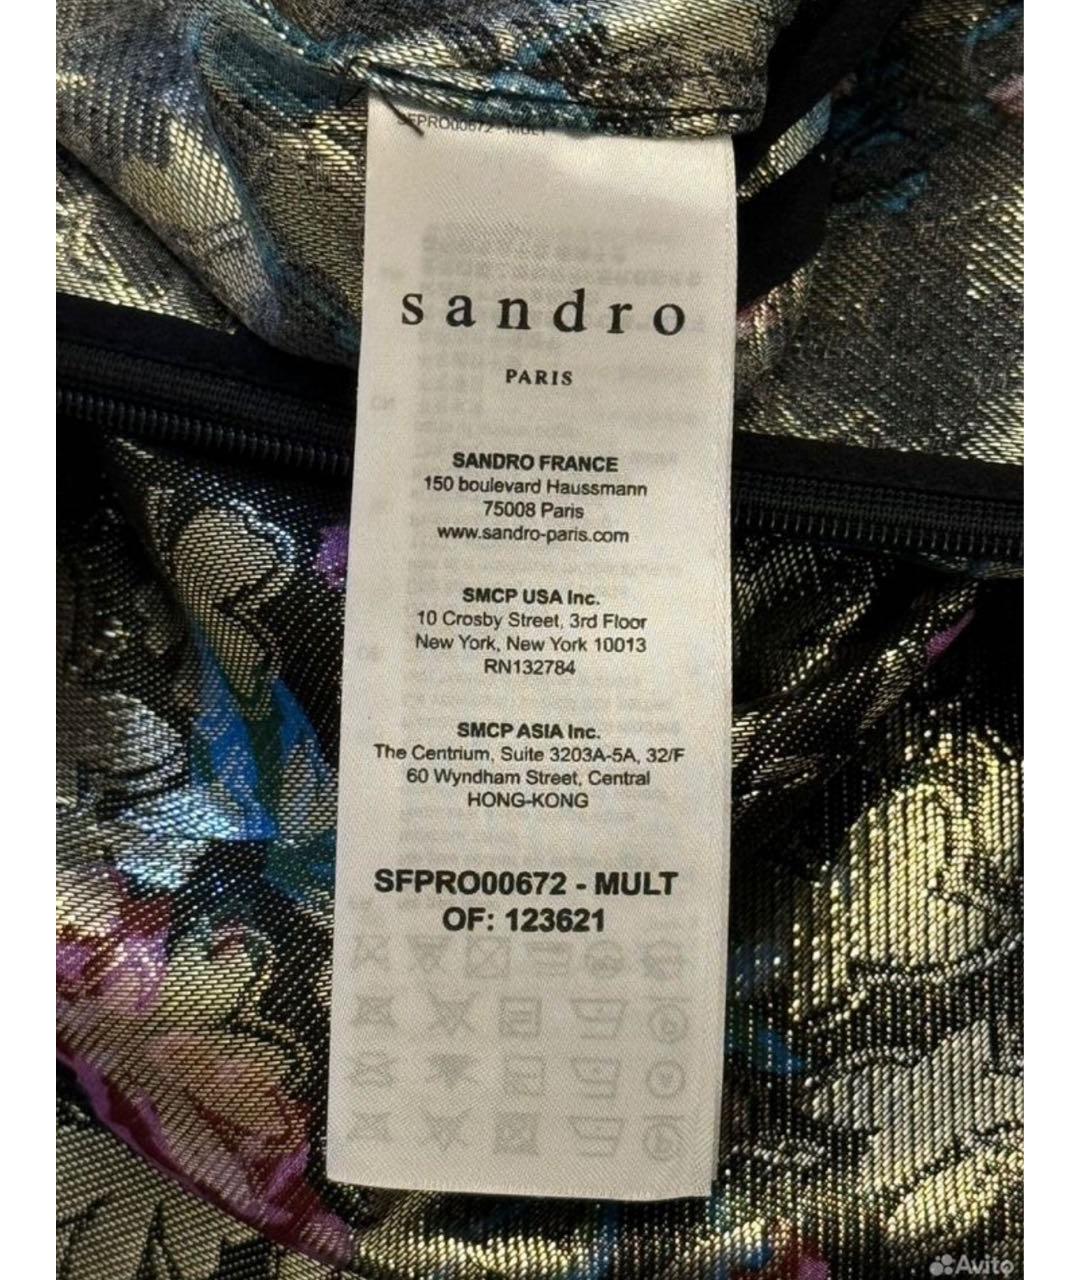 SFPRO00672 - MULT
sandro
PARIS
SANDRO FRANCE
150 boulevard Haussmann
75008 Paris
www.sandro-paris.com
SMCP USA Inc.
10 Crosby Street, 3rd Floor
New York, New York 10013
RN132784
SMCP ASIA Inc.
The Centrium, Suite 3203A-5A, 32/F
60 Wyndham Street, Central
HONG-KONG
SFPRO00672 - MULT
OF: 123621
Avito